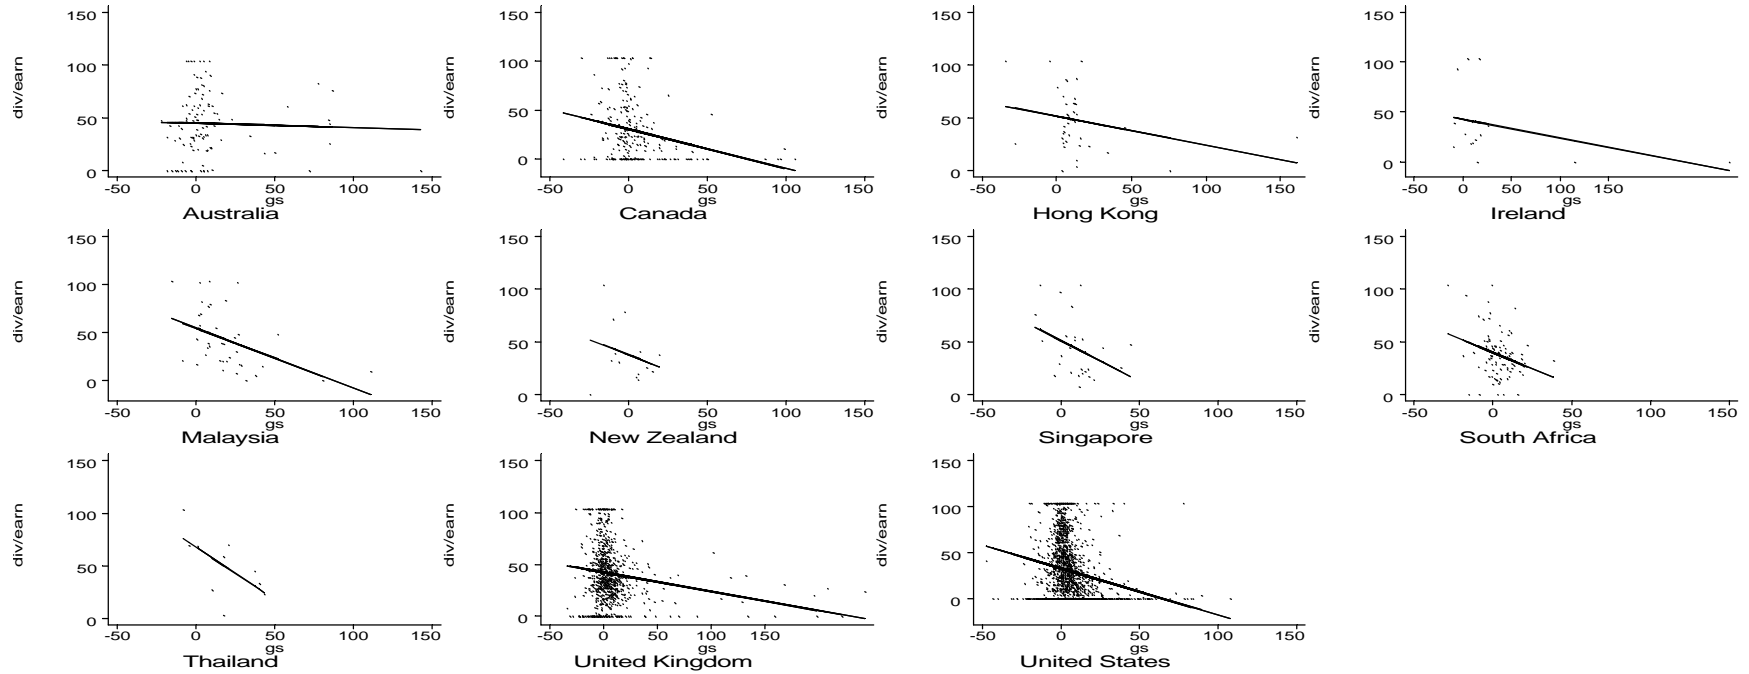 div/earn
150
100
50
0
-50 0 50 100 150
gs
Australia
div/earn
150
100
50
0
-50 0 50 100 150
gs
Canada
div/earn
150
100
50
0
-50 0 50 100 150
gs
Hong Kong
div/earn
150
100
50
0
-50 0 50 100 150
gs
Ireland
div/earn
150
100
50
0
-50 0 50 100 150
gs
Malaysia
div/earn
150
100
50
0
-50 0 50 100 150
gs
New Zealand
div/earn
150
100
50
0
-50 0 50 100 150
gs
Singapore
div/earn
150
100
50
0
-50 0 50 100 150
gs
South Africa
div/earn
150
100
50
0
-50 0 50 100 150
gs
Thailand
div/earn
150
100
50
0
-50 0 50 100 150
gs
United Kingdom
div/earn
150
100
50
0
-50 0 50 100 150
gs
United States